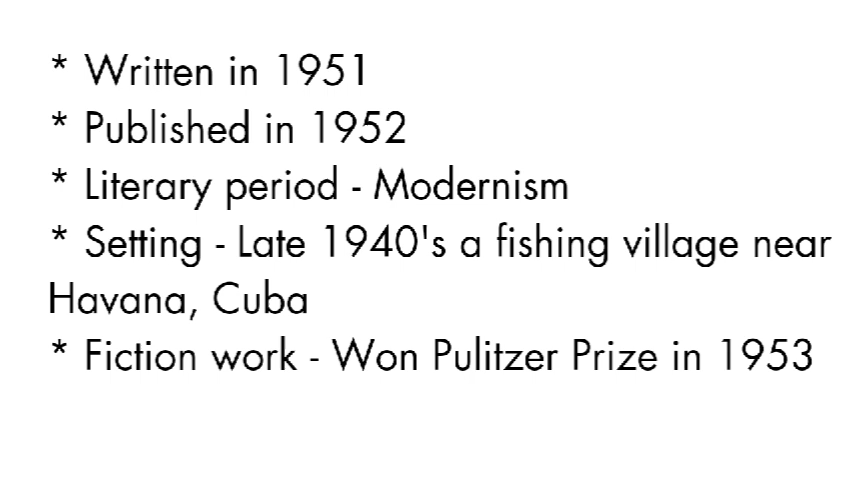 * Written in 1951
* Published in 1952
* Literary period - Modernism
* Setting - Late 1940's a fishing village near
Havana, Cuba
* Fiction work - Won Pulitzer Prize in 1953